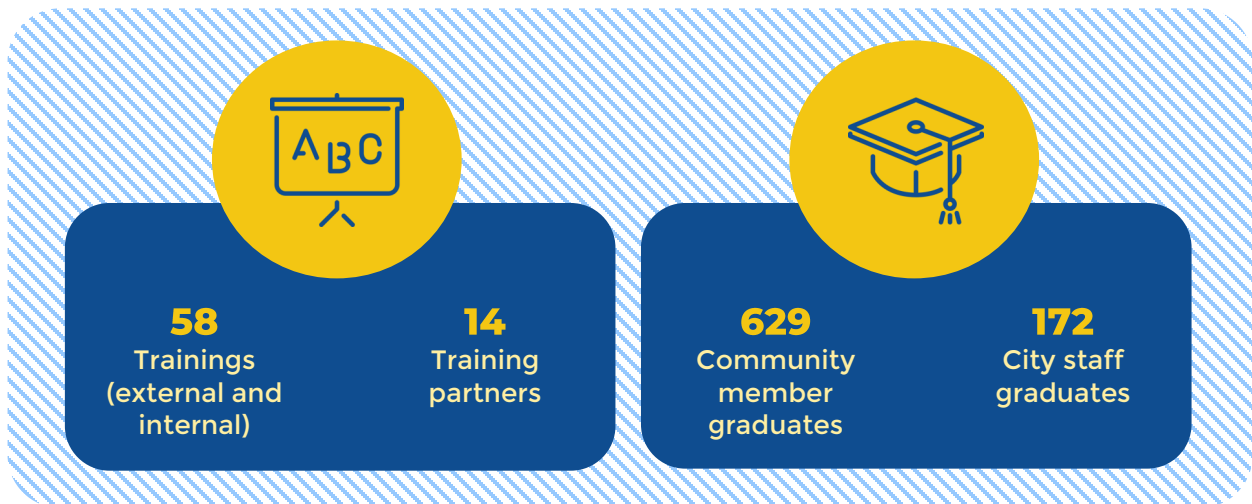 ABC
58
Trainings
(external and
internal)
14
Training
partners
629
Community
member
graduates
172
City staff
graduates